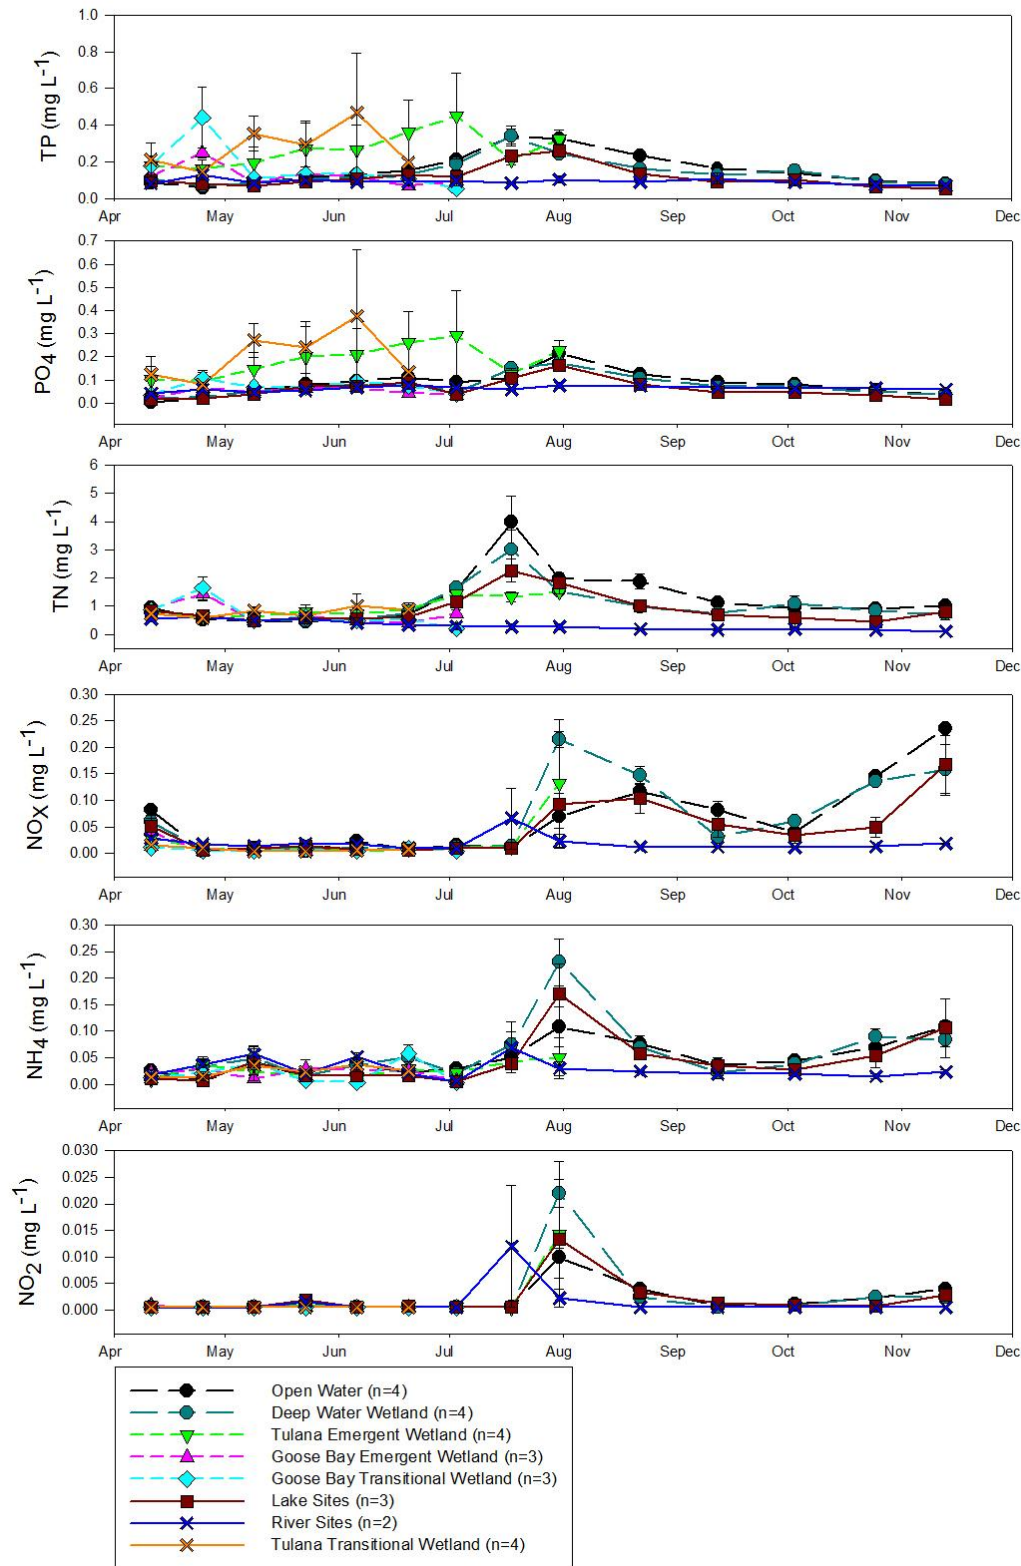 1.0
0.8
0.6
0.4
0.2
0.0
TP (mg L⁻¹)
Apr May Jun Jul Aug Sep Oct Nov Dec
0.7
0.6
0.5
0.4
0.3
0.2
0.1
0.0
PO₄ (mg L⁻¹)
Apr May Jun Jul Aug Sep Oct Nov Dec
6
5
4
3
2
1
0
TN (mg L⁻¹)
Apr May Jun Jul Aug Sep Oct Nov Dec
0.30
0.25
0.20
0.15
0.10
0.05
0.00
NOₓ (mg L⁻¹)
Apr May Jun Jul Aug Sep Oct Nov Dec
0.30
0.25
0.20
0.15
0.10
0.05
0.00
NH₄ (mg L⁻¹)
Apr May Jun Jul Aug Sep Oct Nov Dec
0.030
0.025
0.020
0.015
0.010
0.005
0.000
NO₂ (mg L⁻¹)
Apr May Jun Jul Aug Sep Oct Nov Dec
Open Water (n=4)
Deep Water Wetland (n=4)
Tulana Emergent Wetland (n=4)
Goose Bay Emergent Wetland (n=3)
Goose Bay Transitional Wetland (n=3)
Lake Sites (n=3)
River Sites (n=2)
Tulana Transitional Wetland (n=4)